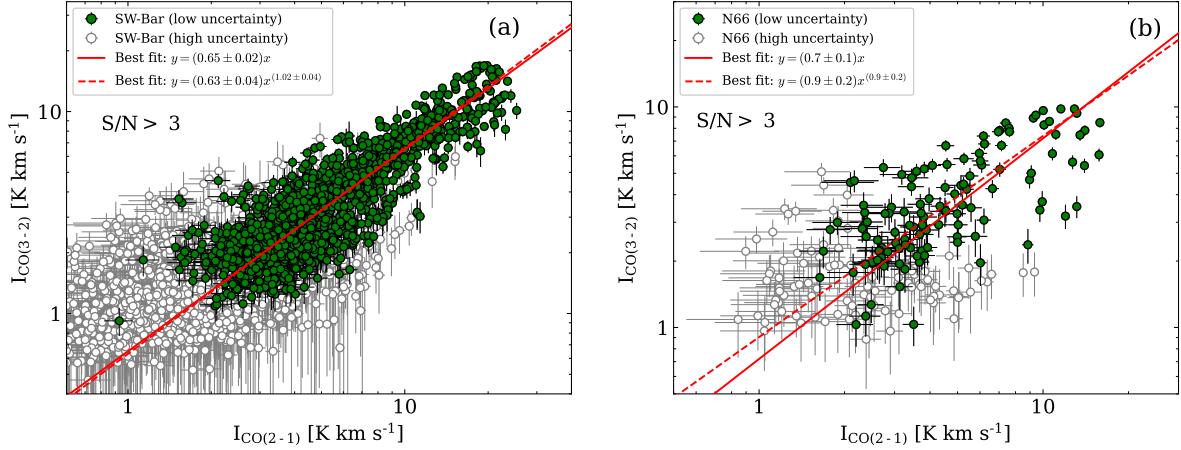 (a)
SW-Bar (low uncertainty)
SW-Bar (high uncertainty)
Best fit: y = (0.65 ± 0.02)x
Best fit: y = (0.63 ± 0.04)x^(1.02 ± 0.04)
S/N > 3
10
1
I_CO(3-2) [K km s^-1]
1
10
I_CO(2-1) [K km s^-1]
(b)
N66 (low uncertainty)
N66 (high uncertainty)
Best fit: y = (0.7 ± 0.1)x
Best fit: y = (0.9 ± 0.2)x^(0.9 ± 0.2)
S/N > 3
10
1
I_CO(3-2) [K km s^-1]
1
10
I_CO(2-1) [K km s^-1]